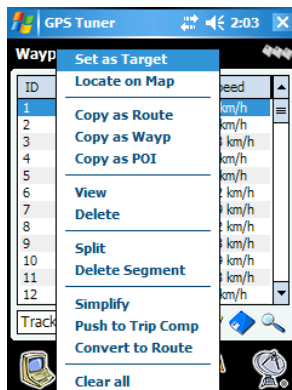 GPS Tuner 2:03
Wayp
Set as Target
Locate on Map
Copy as Route
Copy as Wayp
Copy as POI
View
Delete
Split
Delete Segment
Simplify
Push to Trip Comp
Convert to Route
Clear all
ID
peed
1 km/h
2 km/h
3 km/h
4 km/h
5 km/h
6 km/h
7 km/h
8 km/h
9 km/h
10 km/h
11 km/h
12 km/h
Track